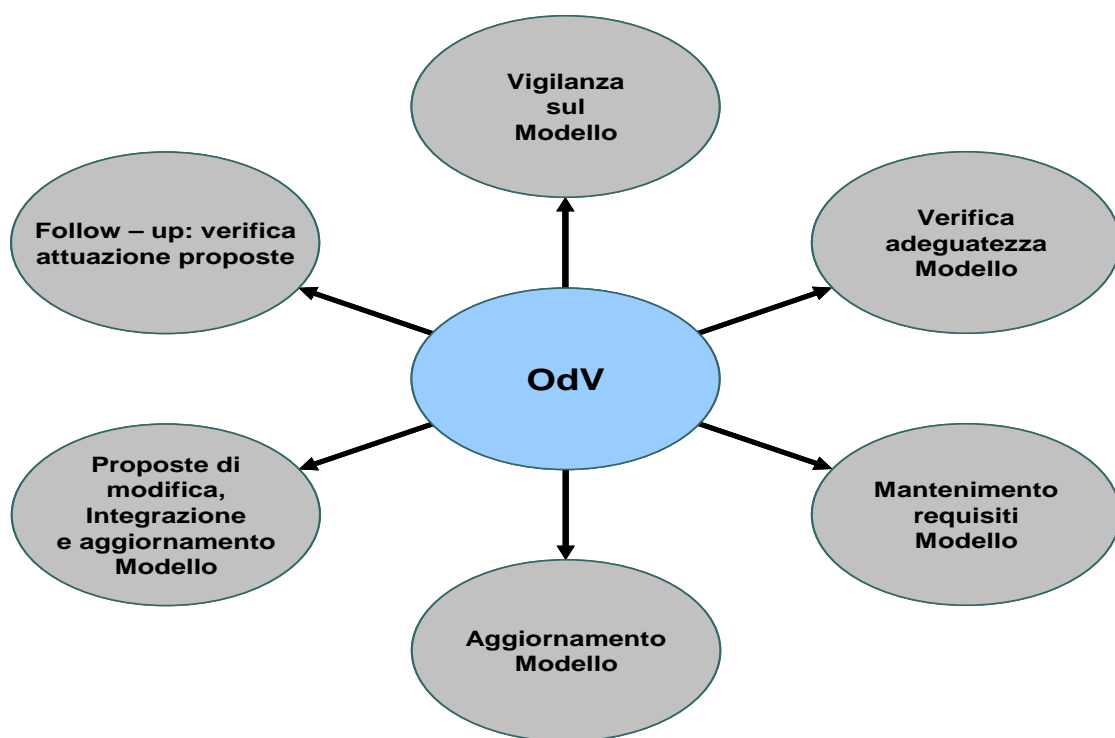 Vigilanza
sul
Modello
Follow – up: verifica
attuazione proposte
Verifica
adeguatezza
Modello
OdV
Proposte di
modifica,
Integrazione
e aggiornamento
Modello
Mantenimento
requisiti
Modello
Aggiornamento
Modello